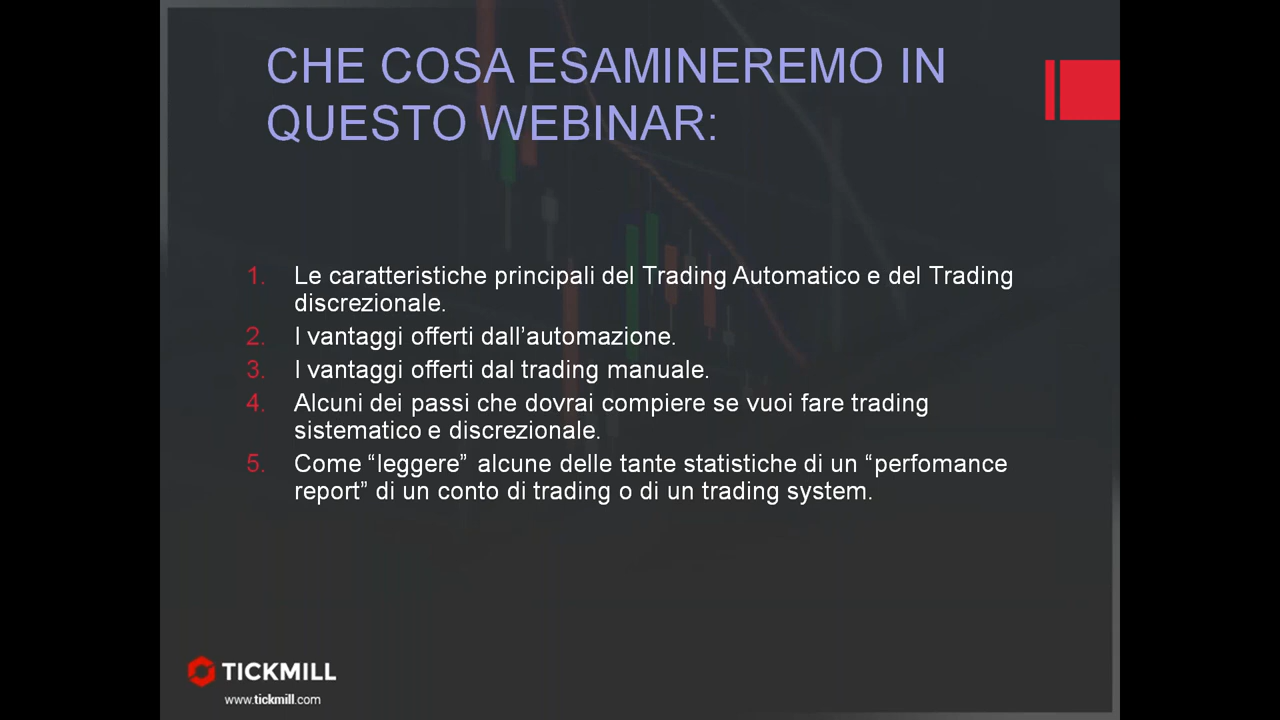 CHE COSA ESAMINEREMO IN
QUESTO WEBINAR:
1. Le caratteristiche principali del Trading Automatico e del Trading
discrezionale.
2. I vantaggi offerti dall’automazione.
3. I vantaggi offerti dal trading manuale.
4. Alcuni dei passi che dovrai compiere se vuoi fare trading
sistematico e discrezionale.
5. Come “leggere” alcune delle tante statistiche di un “perfomance
report” di un conto di trading o di un trading system.
TICKMILL
www.tickmill.com